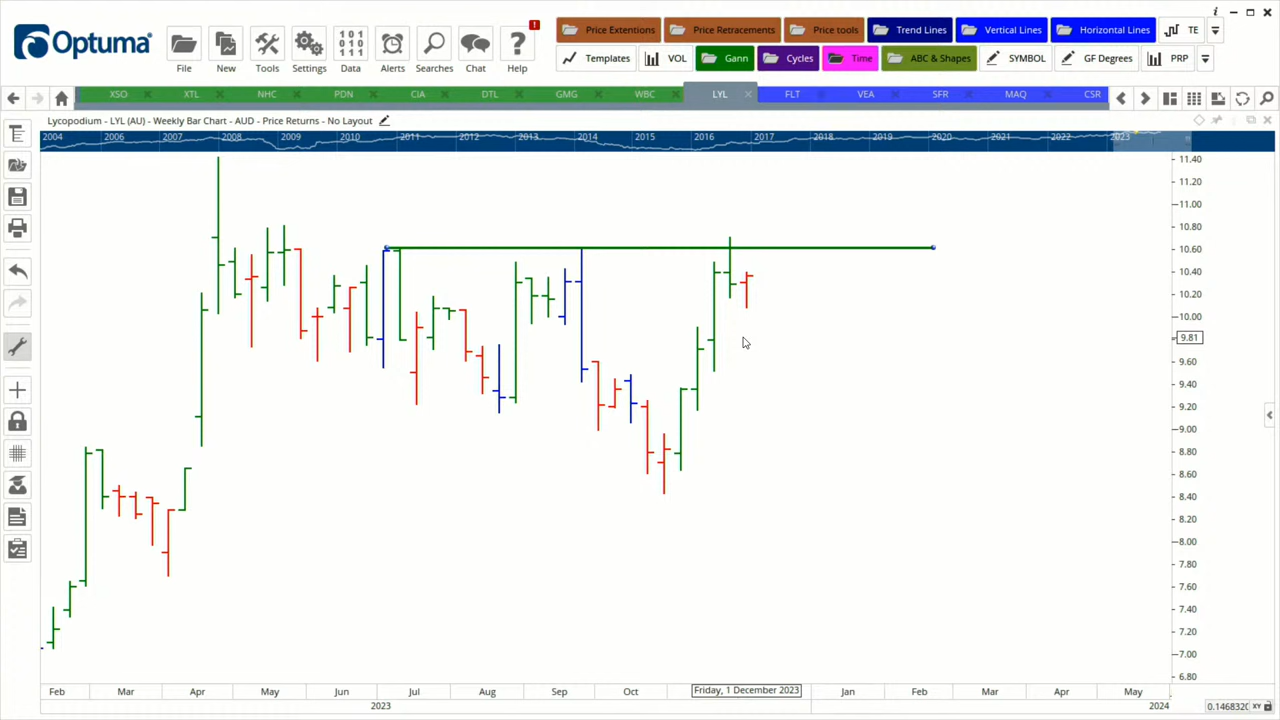 Optuma
File
New
Tools
Settings
Data
Alerts
Searches
Chat
Help
Price Extentions
Price Retracements
Price tools
Trend Lines
Vertical Lines
Horizontal Lines
TE
Templates
VOL
Gann
Cycles
Time
ABC & Shapes
SYMBOL
GF Degrees
PRP
XSO
XTL
NHC
PDN
CIA
DTL
GMG
WBC
LYL
FLT
VEA
SFR
MAQ
CSR
Lycopodium - LYL (AU) - Weekly Bar Chart - AUD - Price Returns - No Layout
2004 2006 2007 2008 2009 2010 2011 2012 2013 2014 2015 2016 2017 2018 2019 2020 2021 2022 2023
11.40
11.20
11.00
10.80
10.60
10.40
10.20
10.00
9.81
9.60
9.40
9.20
9.00
8.80
8.60
8.40
8.20
8.00
7.80
7.60
7.40
7.20
7.00
6.80
Feb Mar Apr May Jun Jul Aug Sep Oct Friday, 1 December 2023 Jan Feb Mar Apr May
2023 2024 0.146832 XY